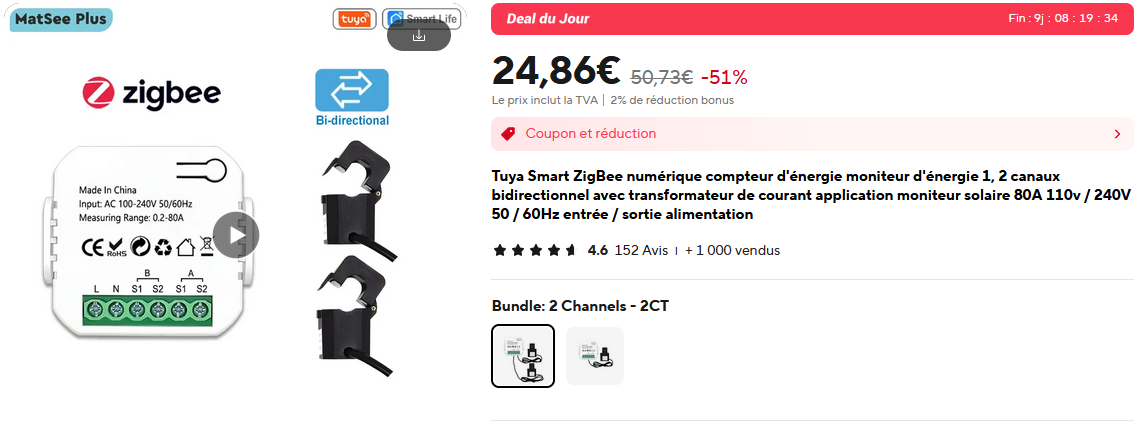 MatSee Plus
tuya
Smart Life
zigbee
Bi-directional
Made In China
Input: AC 100-240V 50/60Hz
Measuring Range: 0.2-80A
CE
RoHS
B
A
L N S1 S2 S1 S2
Deal du Jour
Fin : 9j : 08 : 19 : 34
24,86€ 50,73€ -51%
Le prix inclut la TVA | 2% de réduction bonus
Coupon et réduction
Tuya Smart ZigBee numérique compteur d'énergie moniteur d'énergie 1, 2 canaux
bidirectionnel avec transformateur de courant application moniteur solaire 80A 110v / 240V
50 / 60Hz entrée / sortie alimentation
4.6 152 Avis | + 1 000 vendus
Bundle: 2 Channels - 2CT